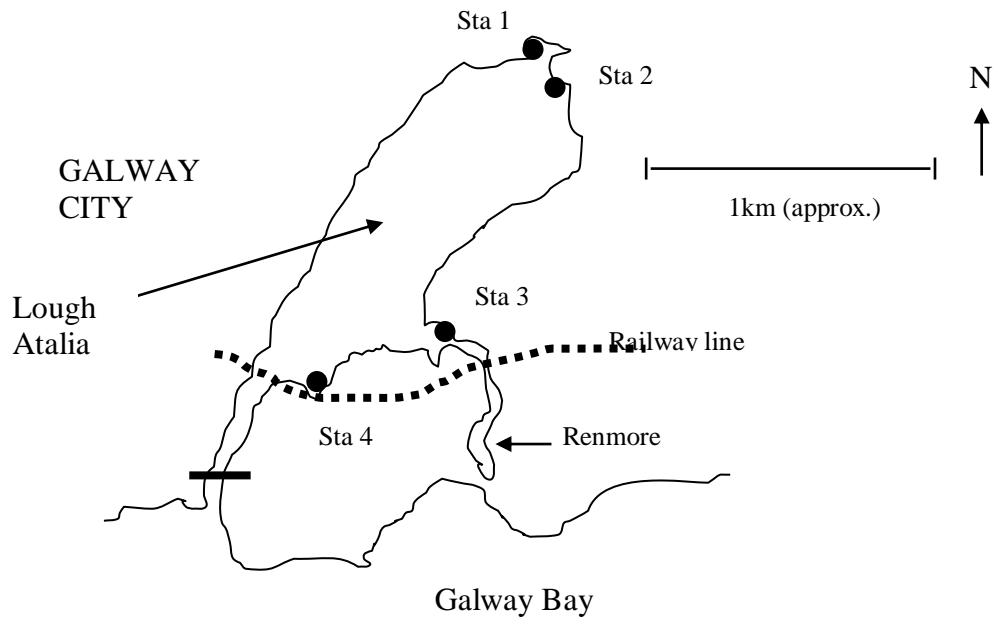 Sta 1
Sta 2
N
GALWAY
CITY
1km (approx.)
Lough
Atalia
Sta 3
Railway line
Sta 4
Renmore
Galway Bay